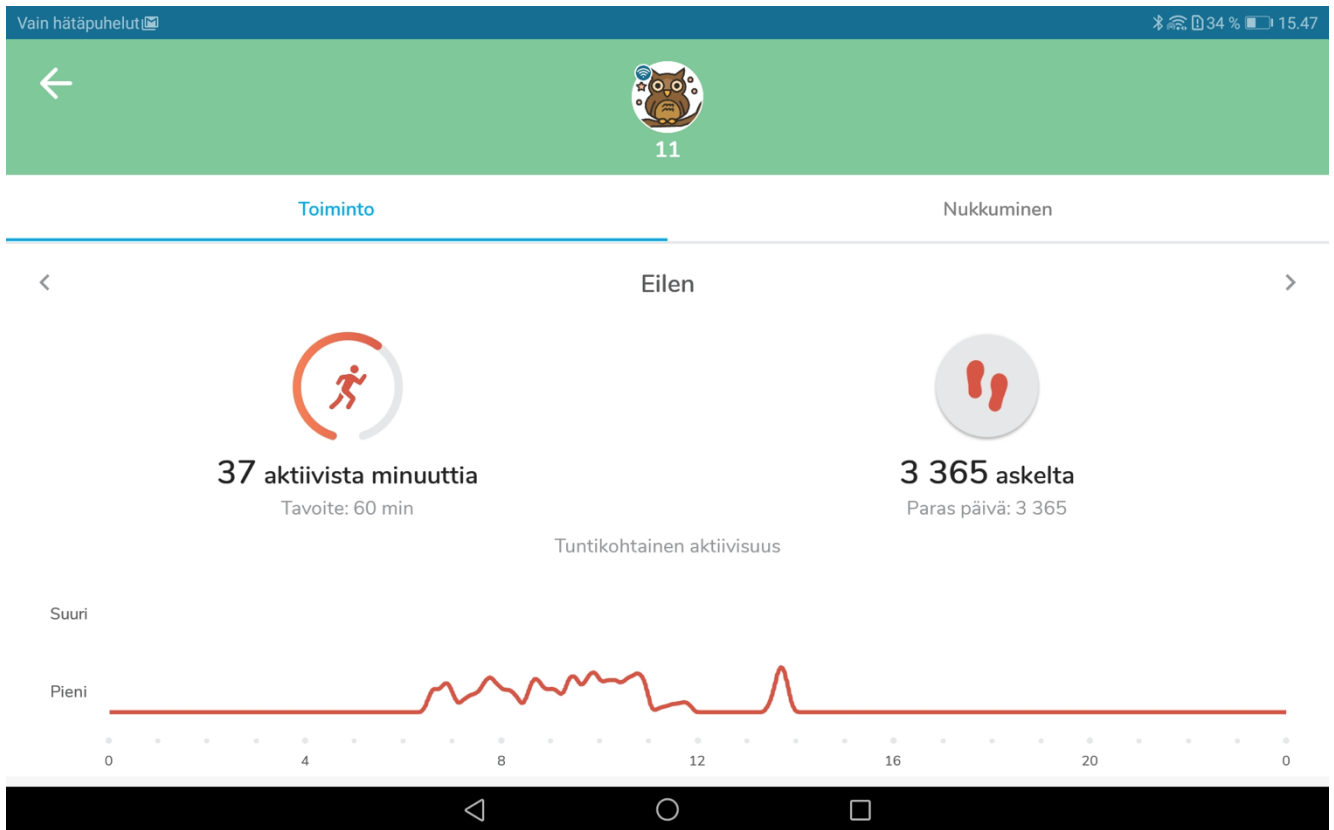 Vain hätäpuhelut 34 % 15.47
11
Toiminto Nukkuminen
Eilen
37 aktiivista minuuttia 3 365 askelta
Tavoite: 60 min Paras päivä: 3 365
Tuntikohtainen aktiivisuus
Suuri
Pieni
0 4 8 12 16 20 0